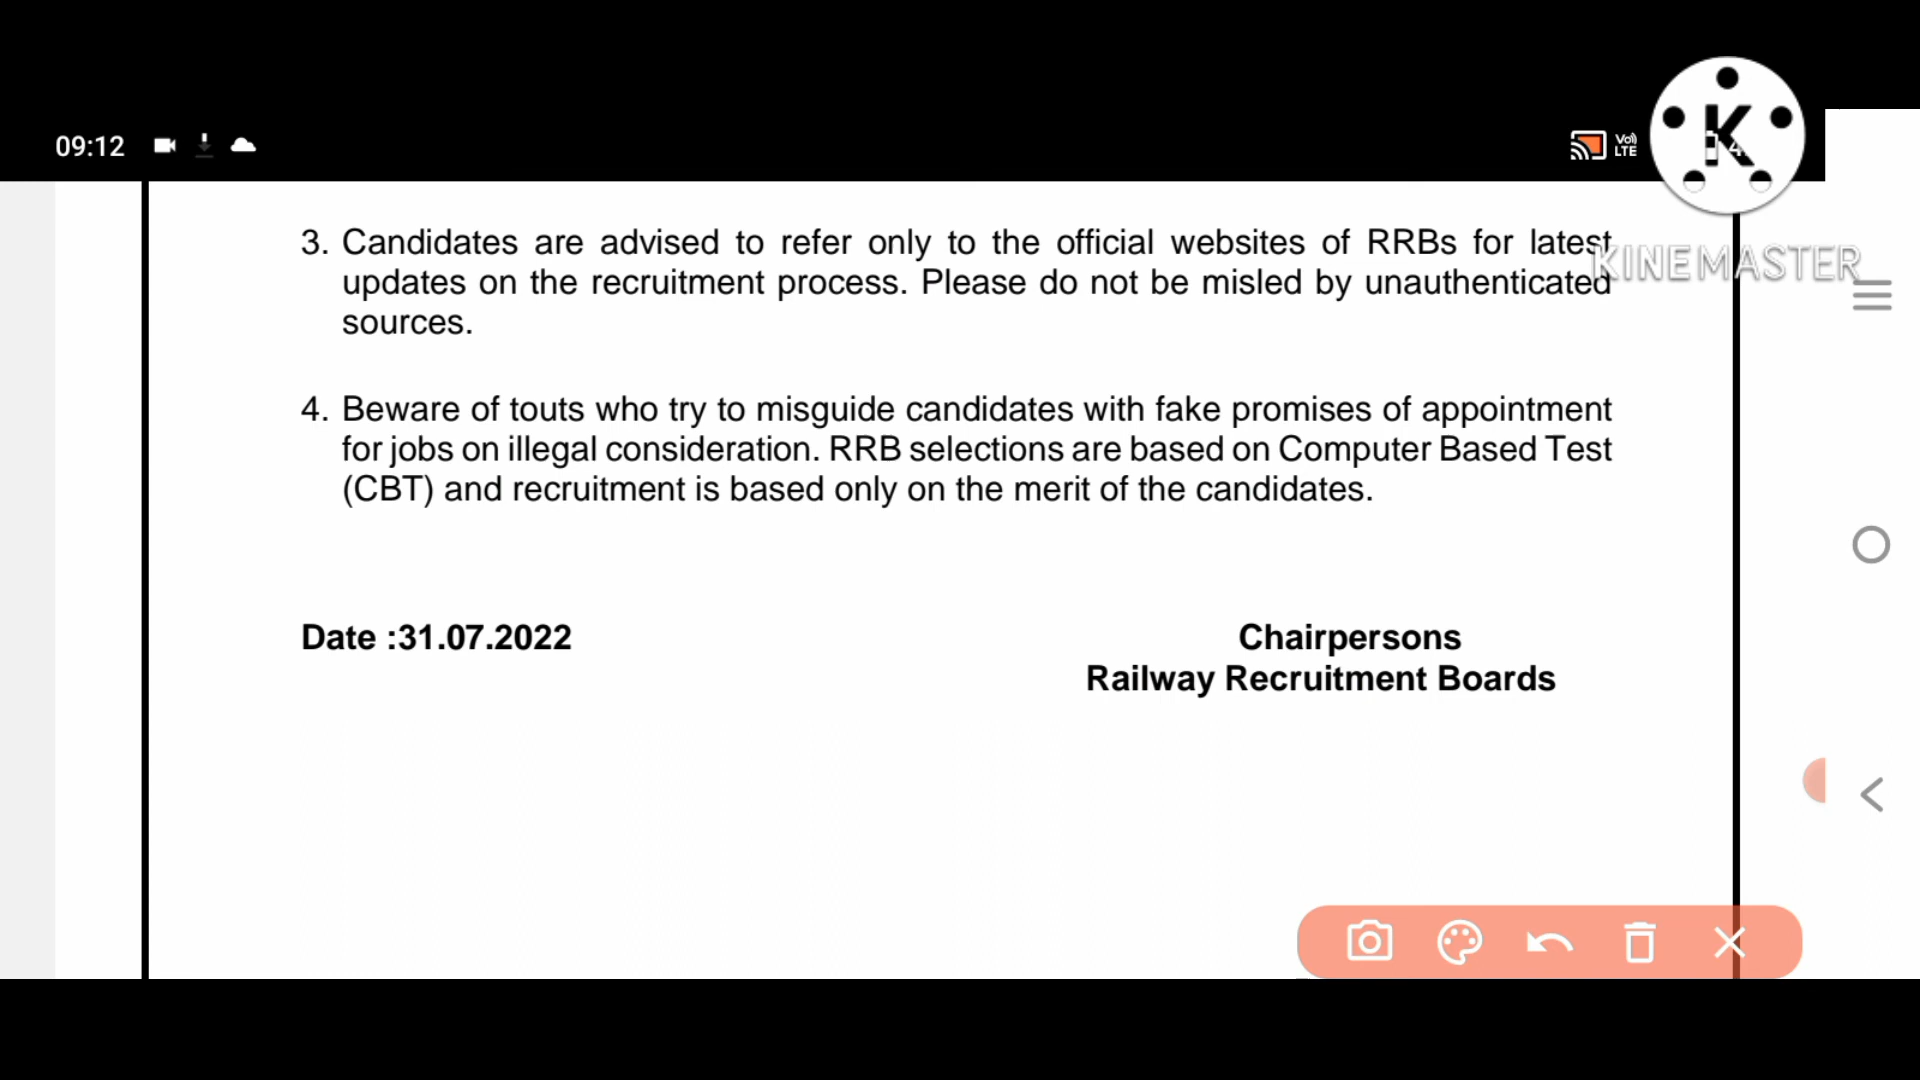 09:12
Vo)
LTE
K
KINEMASTER
3. Candidates are advised to refer only to the official websites of RRBs for latest
updates on the recruitment process. Please do not be misled by unauthenticated
sources.
4. Beware of touts who try to misguide candidates with fake promises of appointment
for jobs on illegal consideration. RRB selections are based on Computer Based Test
(CBT) and recruitment is based only on the merit of the candidates.
Date :31.07.2022
Chairpersons
Railway Recruitment Boards